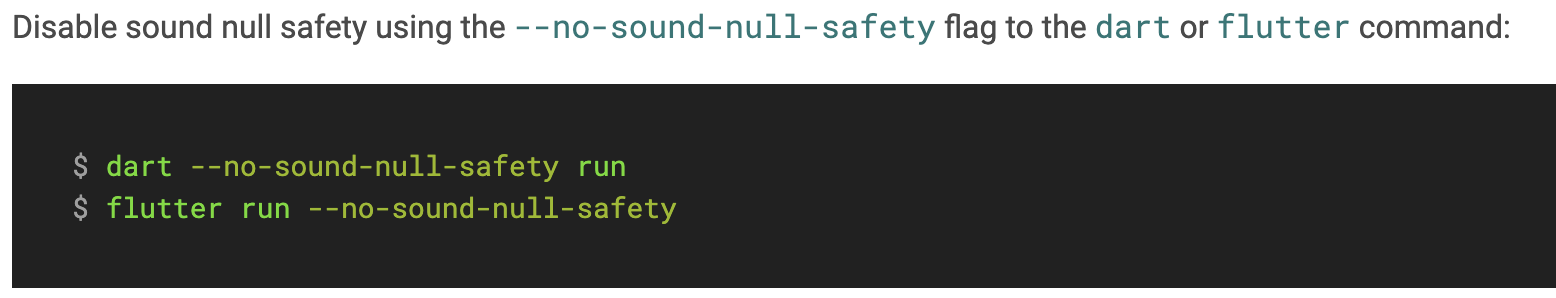 Disable sound null safety using the --no-sound-null-safety flag to the dart or flutter command:
$ dart --no-sound-null-safety run
$ flutter run --no-sound-null-safety